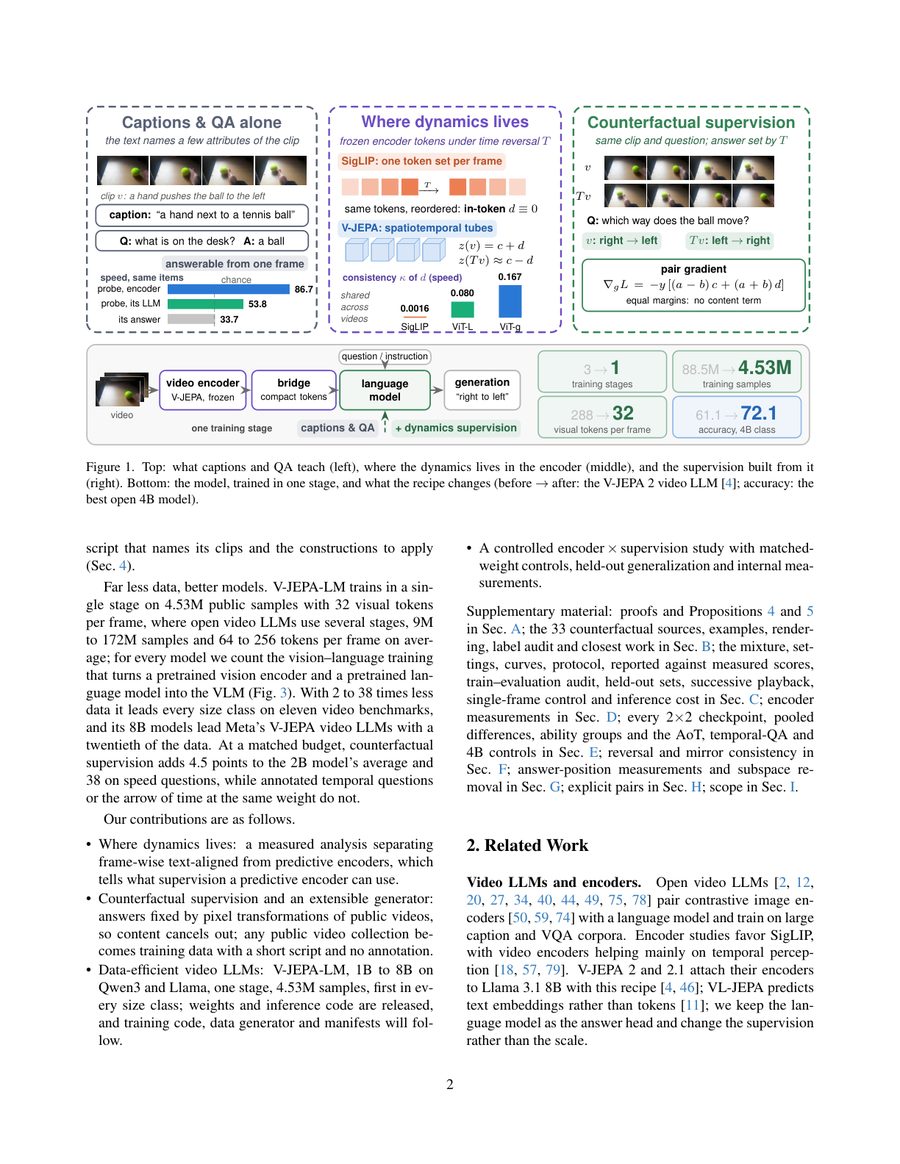 Captions & QA alone
the text names a few attributes of the clip
clip v: a hand pushes the ball to the left
caption: “a hand next to a tennis ball”
Q: what is on the desk? A: a ball
answerable from one frame
speed, same items
chance
probe, encoder 86.7
probe, its LLM 53.8
its answer 33.7
Where dynamics lives
frozen encoder tokens under time reversal T
SigLIP: one token set per frame
T
same tokens, reordered: in-token d ≡ 0
V-JEPA: spatiotemporal tubes
z(v) = c + d
z(Tv) ≈ c − d
consistency κ of d (speed)
shared
across
videos
0.0016 0.080 0.167
SigLIP ViT-L ViT-g
Counterfactual supervision
same clip and question; answer set by T
v
Tv
Q: which way does the ball move?
v: right → left Tv: left → right
pair gradient
∇gL = −y [(a − b) c + (a + b) d]
equal margins: no content term
video
video encoder
V-JEPA, frozen
bridge
compact tokens
question / instruction
language
model
generation
“right to left”
one training stage
captions & QA
+ dynamics supervision
3 → 1
training stages
88.5M → 4.53M
training samples
288 → 32
visual tokens per frame
61.1 → 72.1
accuracy, 4B class
Figure 1. Top: what captions and QA teach (left), where the dynamics lives in the encoder (middle), and the supervision built from it
(right). Bottom: the model, trained in one stage, and what the recipe changes (before → after: the V-JEPA 2 video LLM [4]; accuracy: the
best open 4B model).
script that names its clips and the constructions to apply
(Sec. 4).
Far less data, better models. V-JEPA-LM trains in a sin-
gle stage on 4.53M public samples with 32 visual tokens
per frame, where open video LLMs use several stages, 9M
to 172M samples and 64 to 256 tokens per frame on aver-
age; for every model we count the vision–language training
that turns a pretrained vision encoder and a pretrained lan-
guage model into the VLM (Fig. 3). With 2 to 38 times less
data it leads every size class on eleven video benchmarks,
and its 8B models lead Meta’s V-JEPA video LLMs with a
twentieth of the data. At a matched budget, counterfactual
supervision adds 4.5 points to the 2B model’s average and
38 on speed questions, while annotated temporal questions
or the arrow of time at the same weight do not.
Our contributions are as follows.
• Where dynamics lives: a measured analysis separating
frame-wise text-aligned from predictive encoders, which
tells what supervision a predictive encoder can use.
• Counterfactual supervision and an extensible generator:
answers fixed by pixel transformations of public videos,
so content cancels out; any public video collection be-
comes training data with a short script and no annotation.
• Data-efficient video LLMs: V-JEPA-LM, 1B to 8B on
Qwen3 and Llama, one stage, 4.53M samples, first in ev-
ery size class; weights and inference code are released,
and training code, data generator and manifests will fol-
low.
• A controlled encoder × supervision study with matched-
weight controls, held-out generalization and internal mea-
surements.
Supplementary material: proofs and Propositions 4 and 5
in Sec. A; the 33 counterfactual sources, examples, render-
ing, label audit and closest work in Sec. B; the mixture, set-
tings, curves, protocol, reported against measured scores,
train–evaluation audit, held-out sets, successive playback,
single-frame control and inference cost in Sec. C; encoder
measurements in Sec. D; every 2×2 checkpoint, pooled
differences, ability groups and the AoT, temporal-QA and
4B controls in Sec. E; reversal and mirror consistency in
Sec. F; answer-position measurements and subspace re-
moval in Sec. G; explicit pairs in Sec. H; scope in Sec. I.
2. Related Work
Video LLMs and encoders. Open video LLMs [2, 12,
20, 27, 34, 40, 44, 49, 75, 78] pair contrastive image en-
coders [50, 59, 74] with a language model and train on large
caption and VQA corpora. Encoder studies favor SigLIP,
with video encoders helping mainly on temporal percep-
tion [18, 57, 79]. V-JEPA 2 and 2.1 attach their encoders
to Llama 3.1 8B with this recipe [4, 46]; VL-JEPA predicts
text embeddings rather than tokens [11]; we keep the lan-
guage model as the answer head and change the supervision
rather than the scale.
2